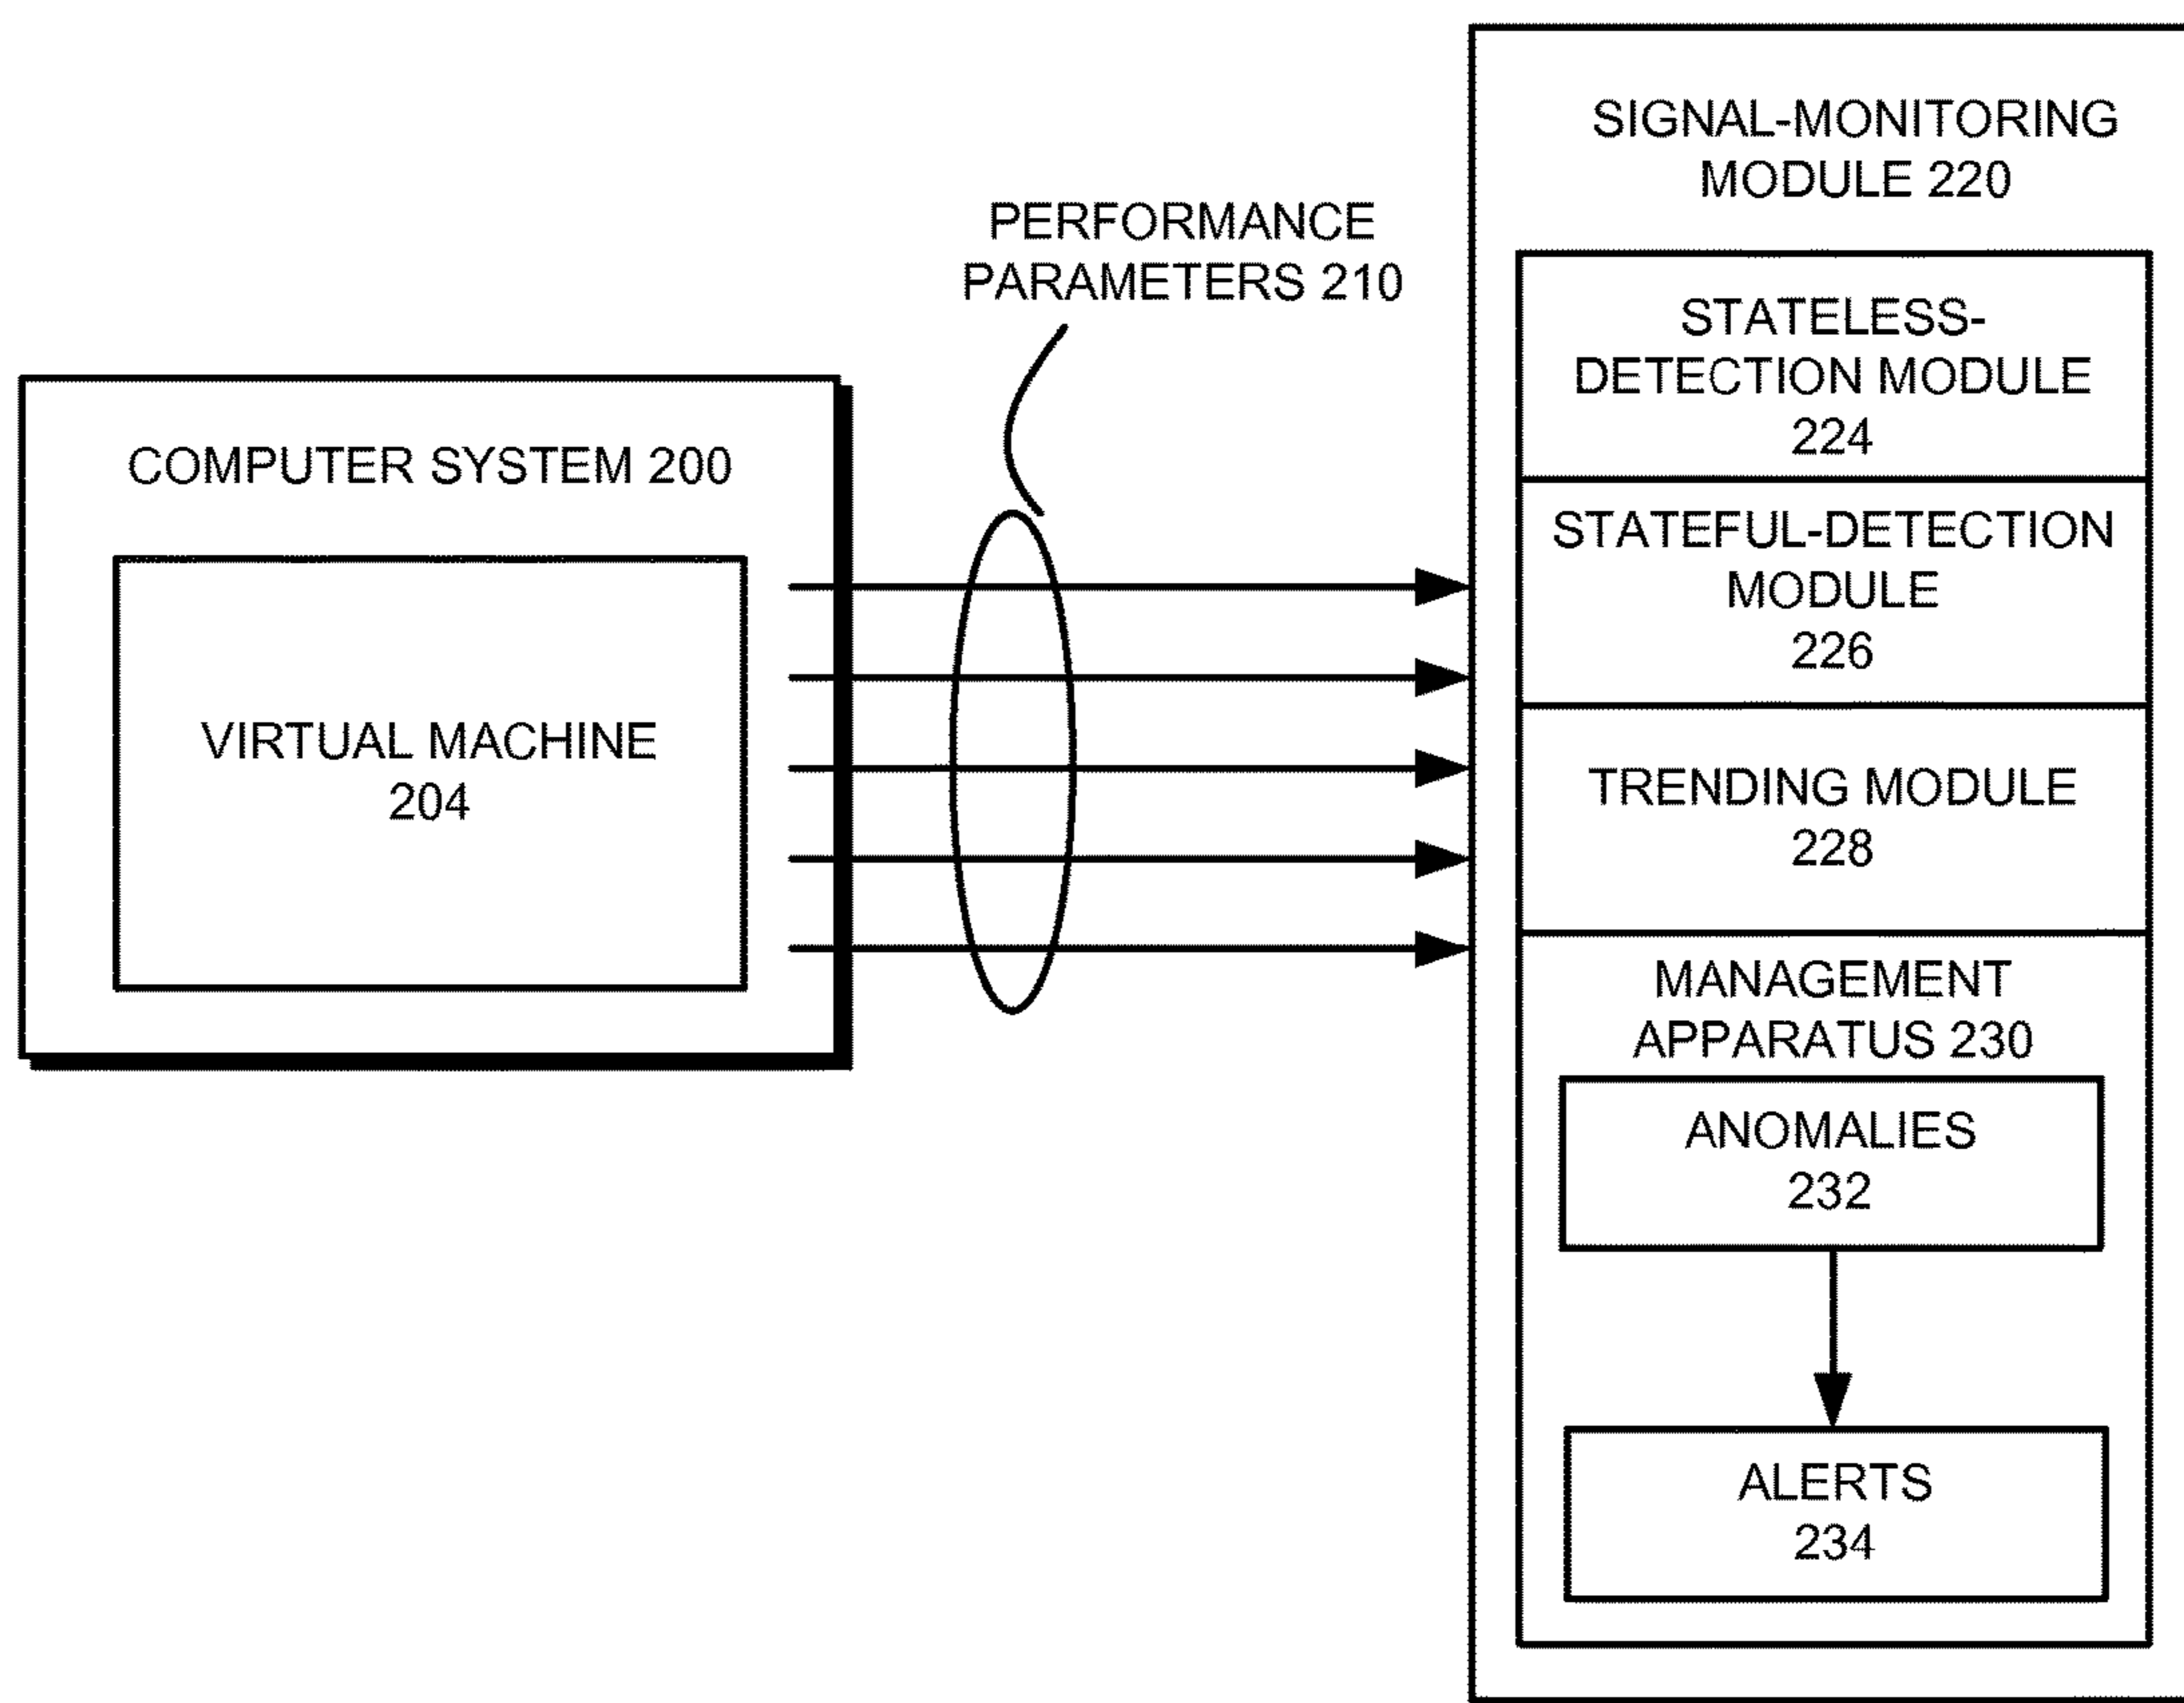 COMPUTER SYSTEM 200
VIRTUAL MACHINE
204
PERFORMANCE
PARAMETERS 210
SIGNAL-MONITORING
MODULE 220
STATELESS-
DETECTION MODULE
224
STATEFUL-DETECTION
MODULE
226
TRENDING MODULE
228
MANAGEMENT
APPARATUS 230
ANOMALIES
232
ALERTS
234